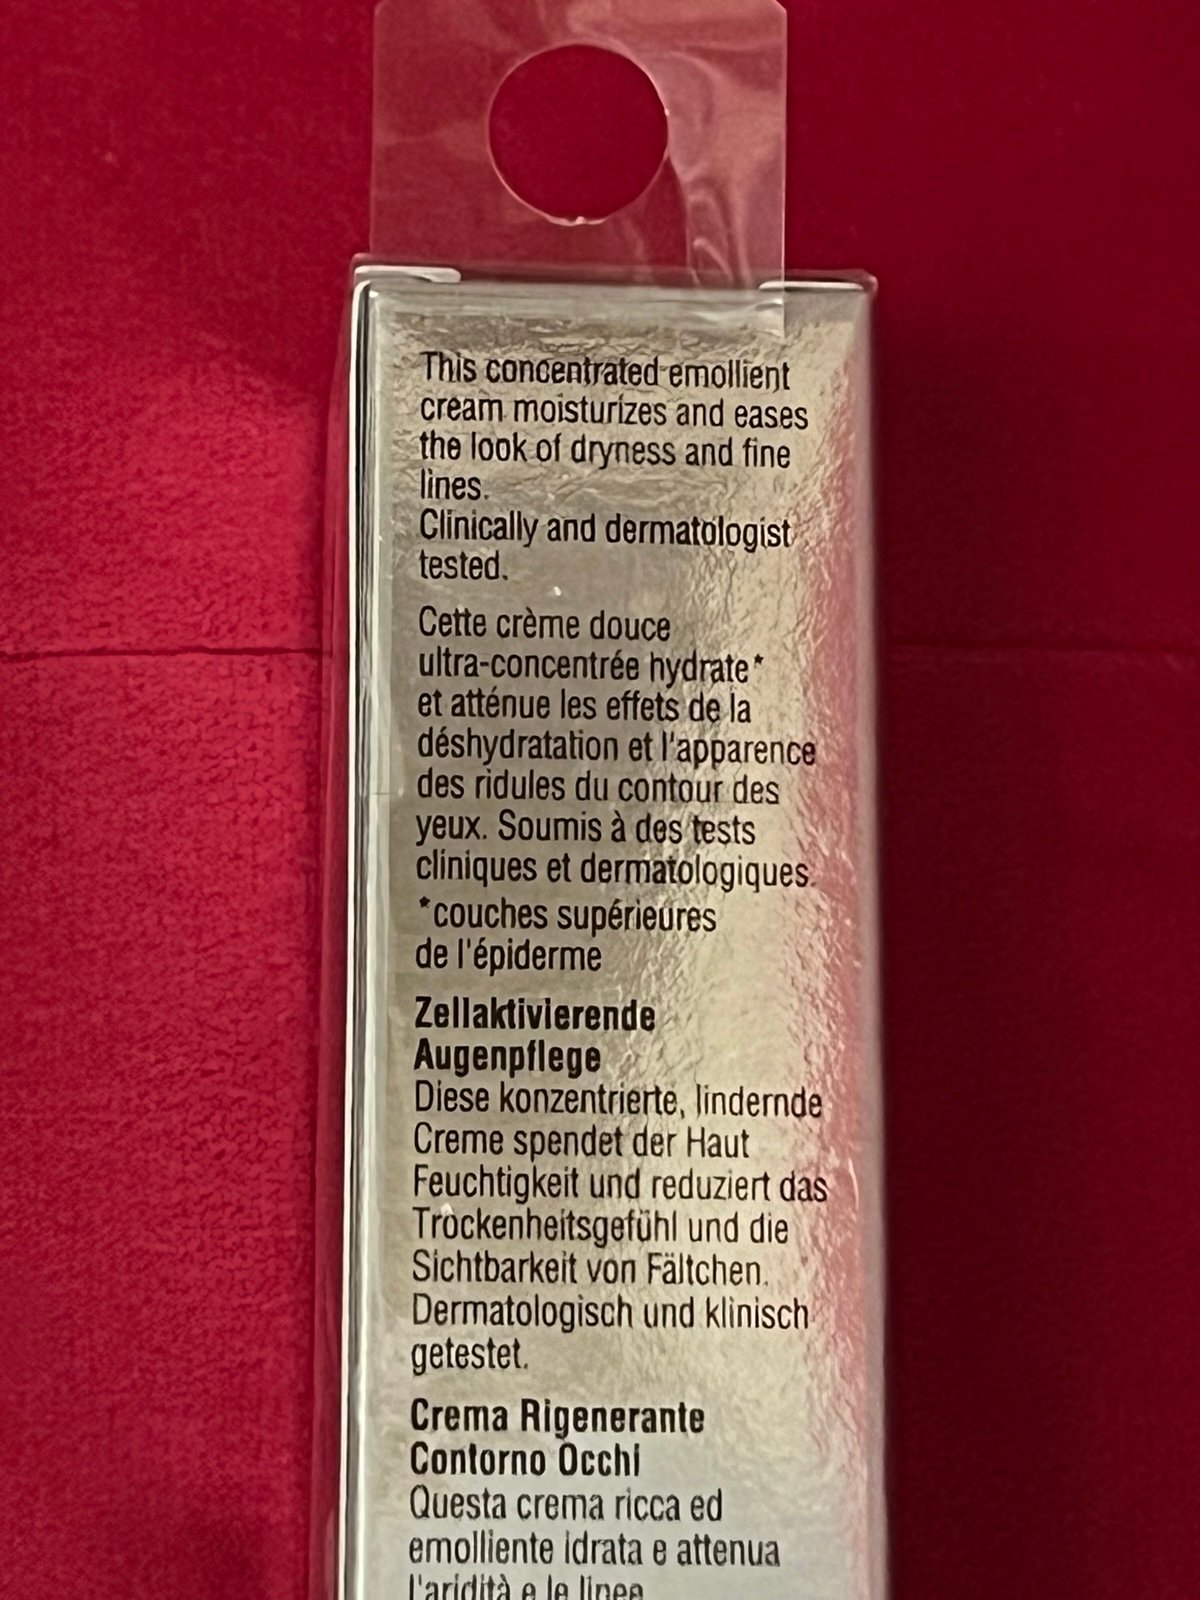 This concentrated emollient
cream moisturizes and eases
the look of dryness and fine
lines.
Clinically and dermatologist
tested.
Cette crème douce
ultra-concentrée hydrate*
et atténue les effets de la
déshydratation et l'apparence
des ridules du contour des
yeux. Soumis à des tests
cliniques et dermatologiques.
*couches supérieures
de l'épiderme
Zellaktivierende
Augenpflege
Diese konzentrierte, lindernde
Creme spendet der Haut
Feuchtigkeit und reduziert das
Trockenheitsgefühl und die
Sichtbarkeit von Fältchen.
Dermatologisch und klinisch
getestet.
Crema Rigenerante
Contorno Occhi
Questa crema ricca ed
emolliente idrata e attenua
l'aridità e le linee